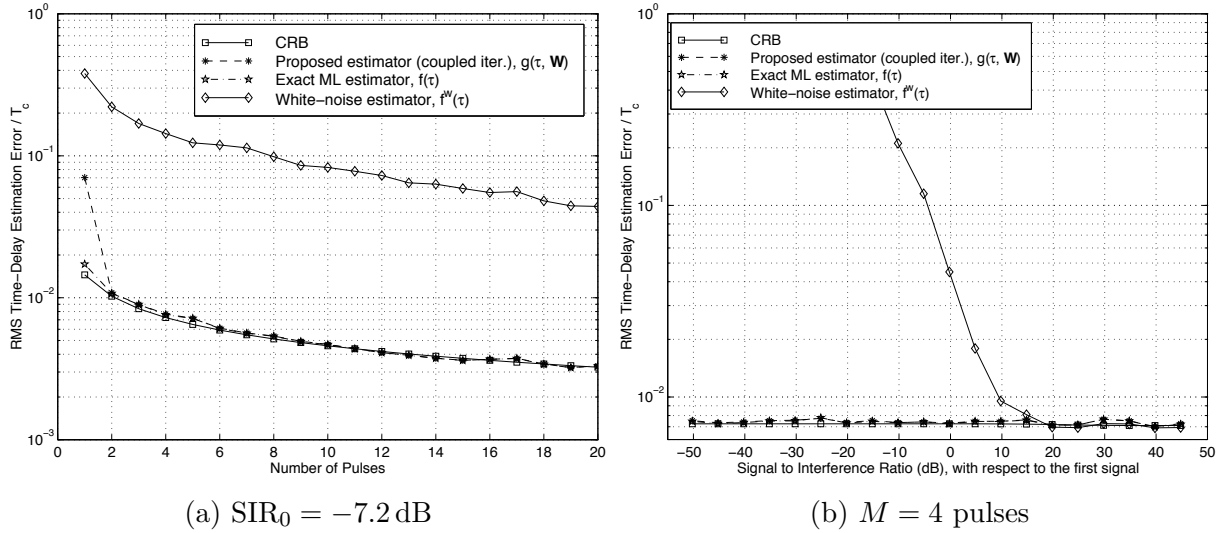 10^0
10^-1
10^-2
10^-3
RMS Time−Delay Estimation Error / T_c
CRB
Proposed estimator (coupled iter.), g(τ, W)
Exact ML estimator, f(τ)
White−noise estimator, f^w(τ)
0 2 4 6 8 10 12 14 16 18 20
Number of Pulses
(a) SIR_0 = −7.2 dB
10^0
10^-1
10^-2
RMS Time−Delay Estimation Error / T_c
CRB
Proposed estimator (coupled iter.), g(τ, W)
Exact ML estimator, f(τ)
White−noise estimator, f^w(τ)
−50 −40 −30 −20 −10 0 10 20 30 40 50
Signal to Interference Ratio (dB), with respect to the first signal
(b) M = 4 pulses